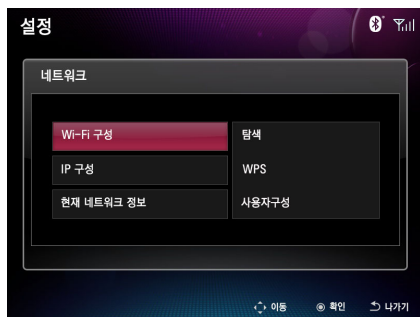 설정
네트워크
Wi-Fi 구성
탐색
IP 구성
WPS
현재 네트워크 정보
사용자구성
이동
확인
나가기